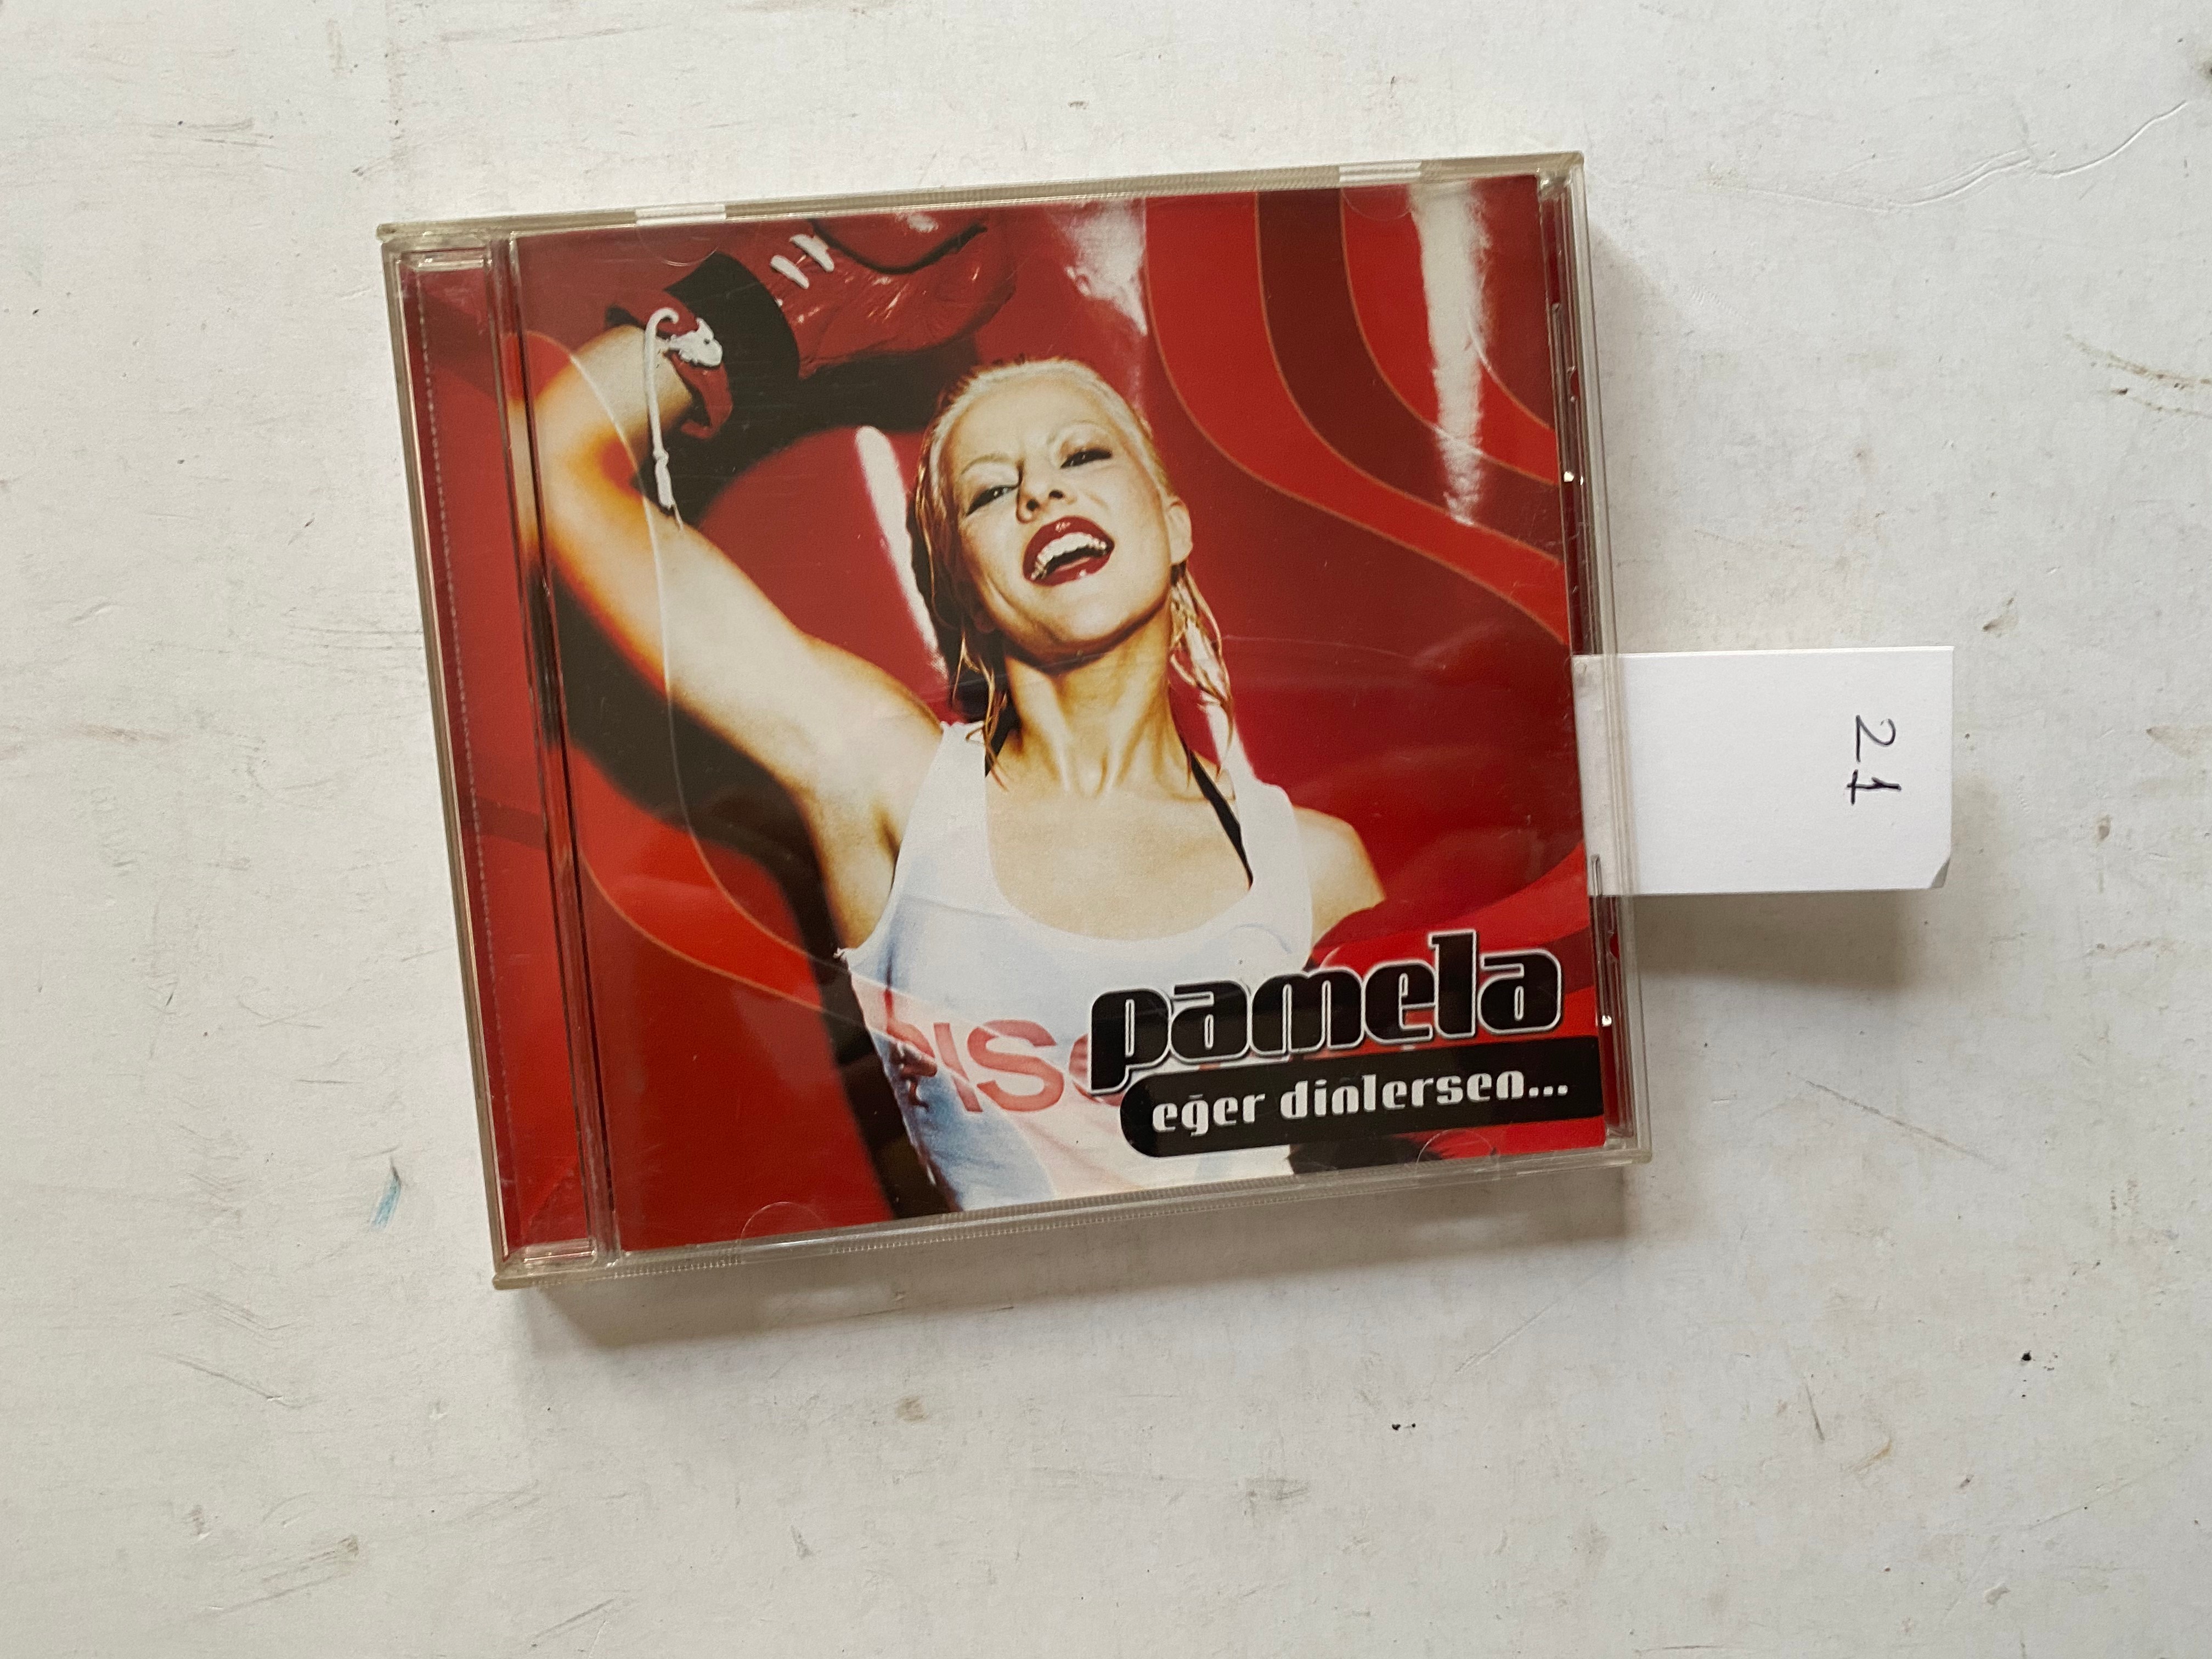 pamela
eğer dinlersen...
21